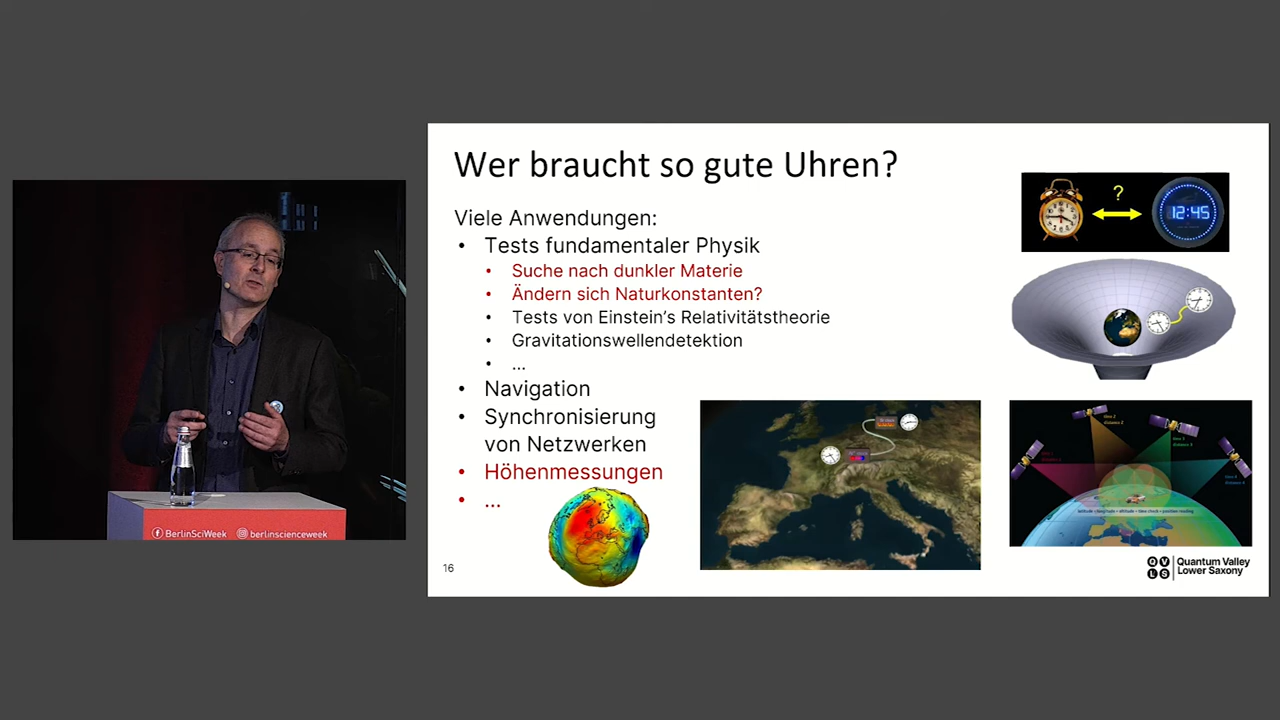 Wer braucht so gute Uhren?
Viele Anwendungen:
• Tests fundamentaler Physik
• Suche nach dunkler Materie
• Ändern sich Naturkonstanten?
• Tests von Einstein's Relativitätstheorie
• Gravitationswellendetektion
• ...
• Navigation
• Synchronisierung
von Netzwerken
• Höhenmessungen
• ...
?
12:45
16
QVLS
Quantum Valley
Lower Saxony
BerlinSciWeek
berlinscienceweek